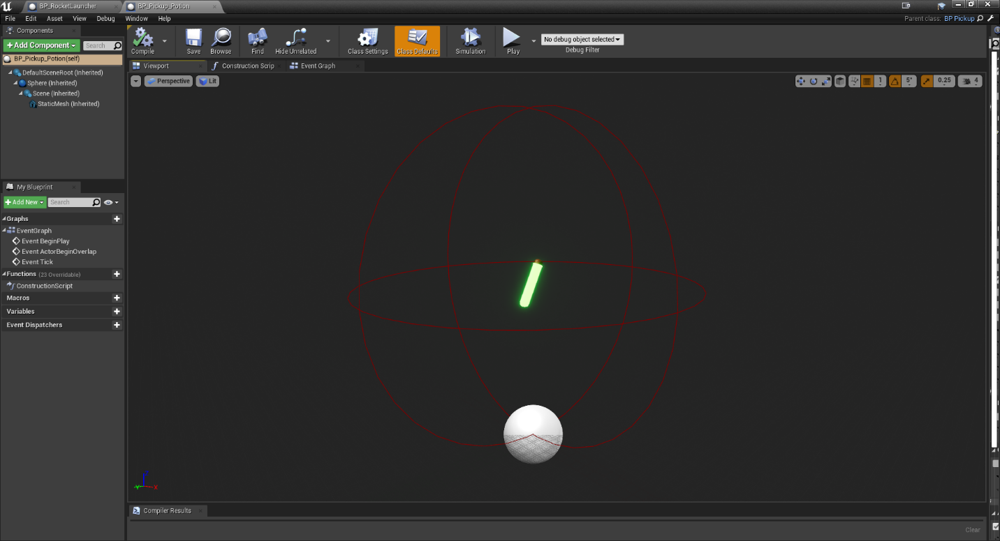 BP_RocketLauncher
BP_Pickup_Potion
File Edit Asset View Debug Window Help
Parent class: BP Pickup
Components
Add Component
Search
BP_Pickup_Potion(self)
DefaultSceneRoot (Inherited)
Sphere (Inherited)
Scene (Inherited)
StaticMesh (Inherited)
My Blueprint
Add New
Search
Graphs
EventGraph
Event BeginPlay
Event ActorBeginOverlap
Event Tick
Functions (23 Overridable)
ConstructionScript
Macros
Variables
Event Dispatchers
Compile
Save
Browse
Find
Hide Unrelated
Class Settings
Class Defaults
Simulation
Play
No debug object selected
Debug Filter
Viewport
Construction Scrip
Event Graph
Perspective
Lit
1
5°
0.25
4
Z
Y
X
Compiler Results
Clear